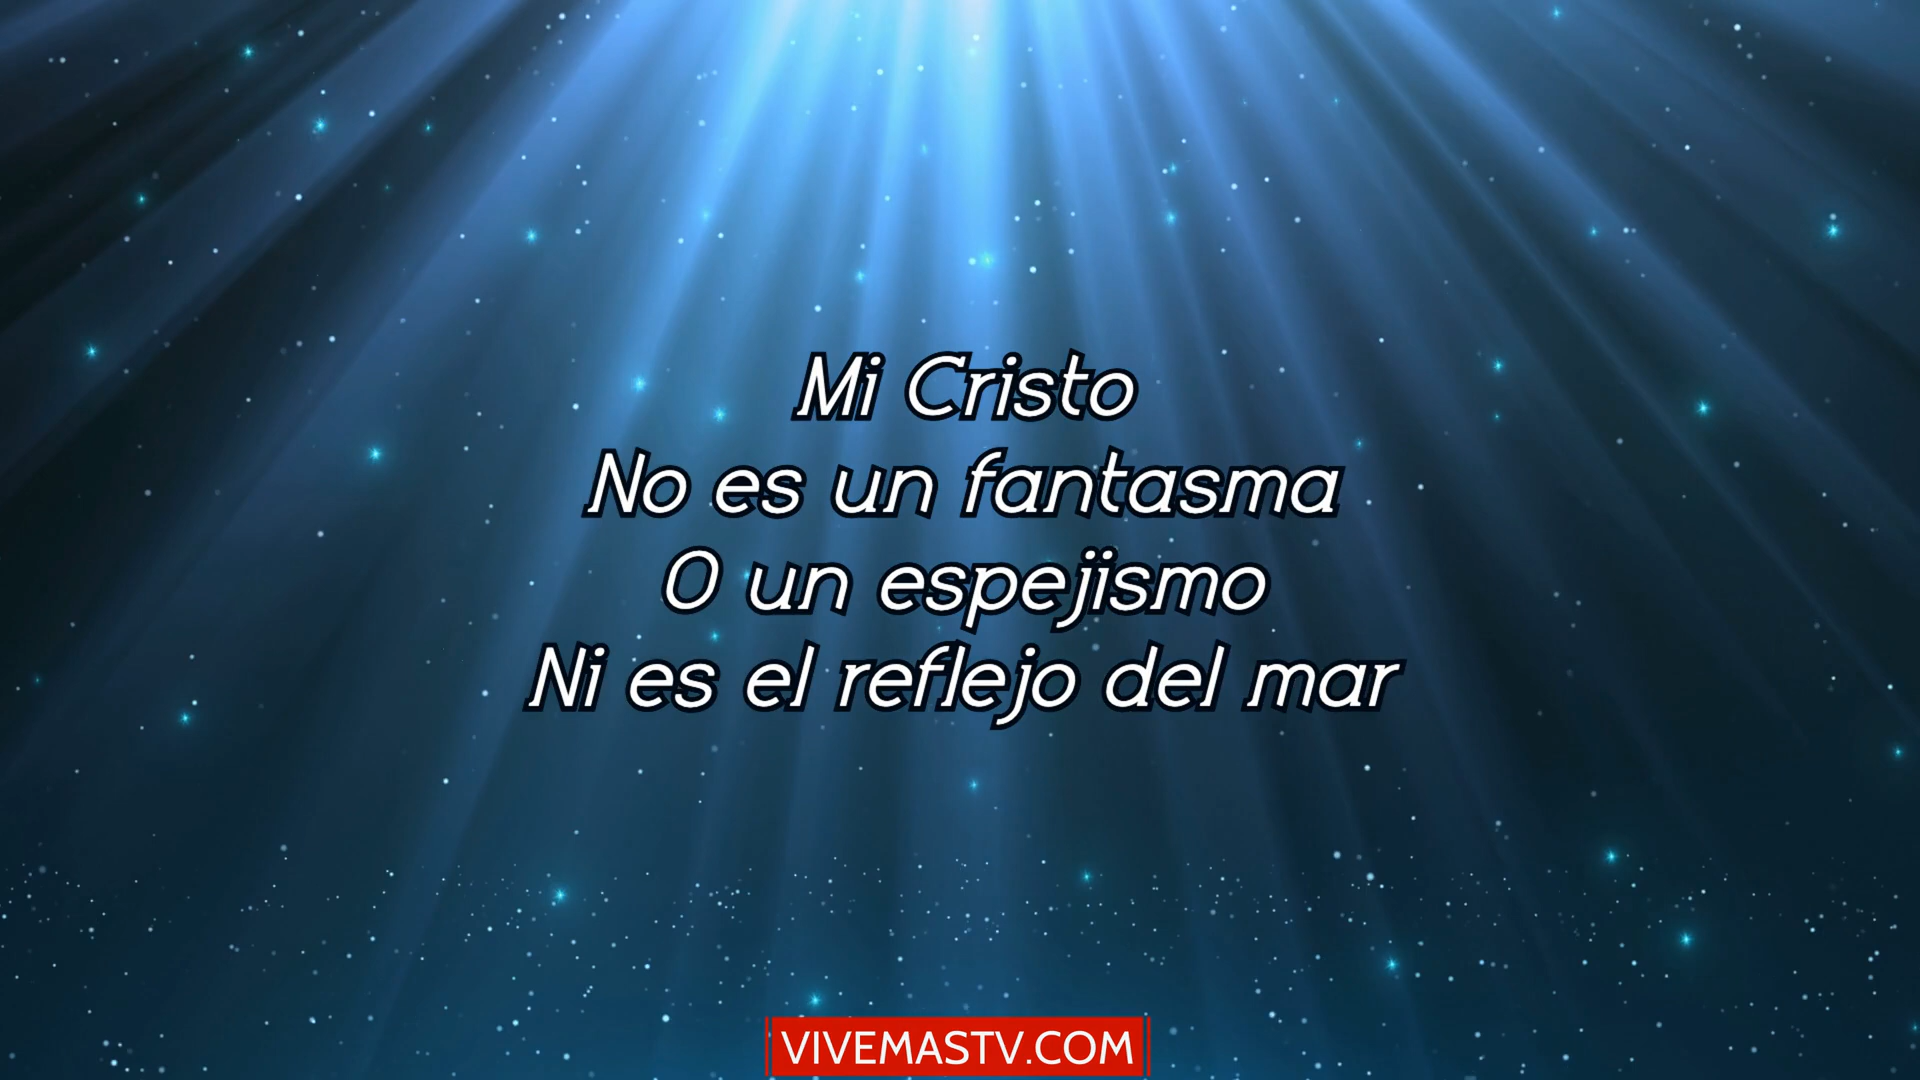 Mi Cristo
No es un fantasma
O un espejismo
Ni es el reflejo del mar
VIVEMASTV.COM